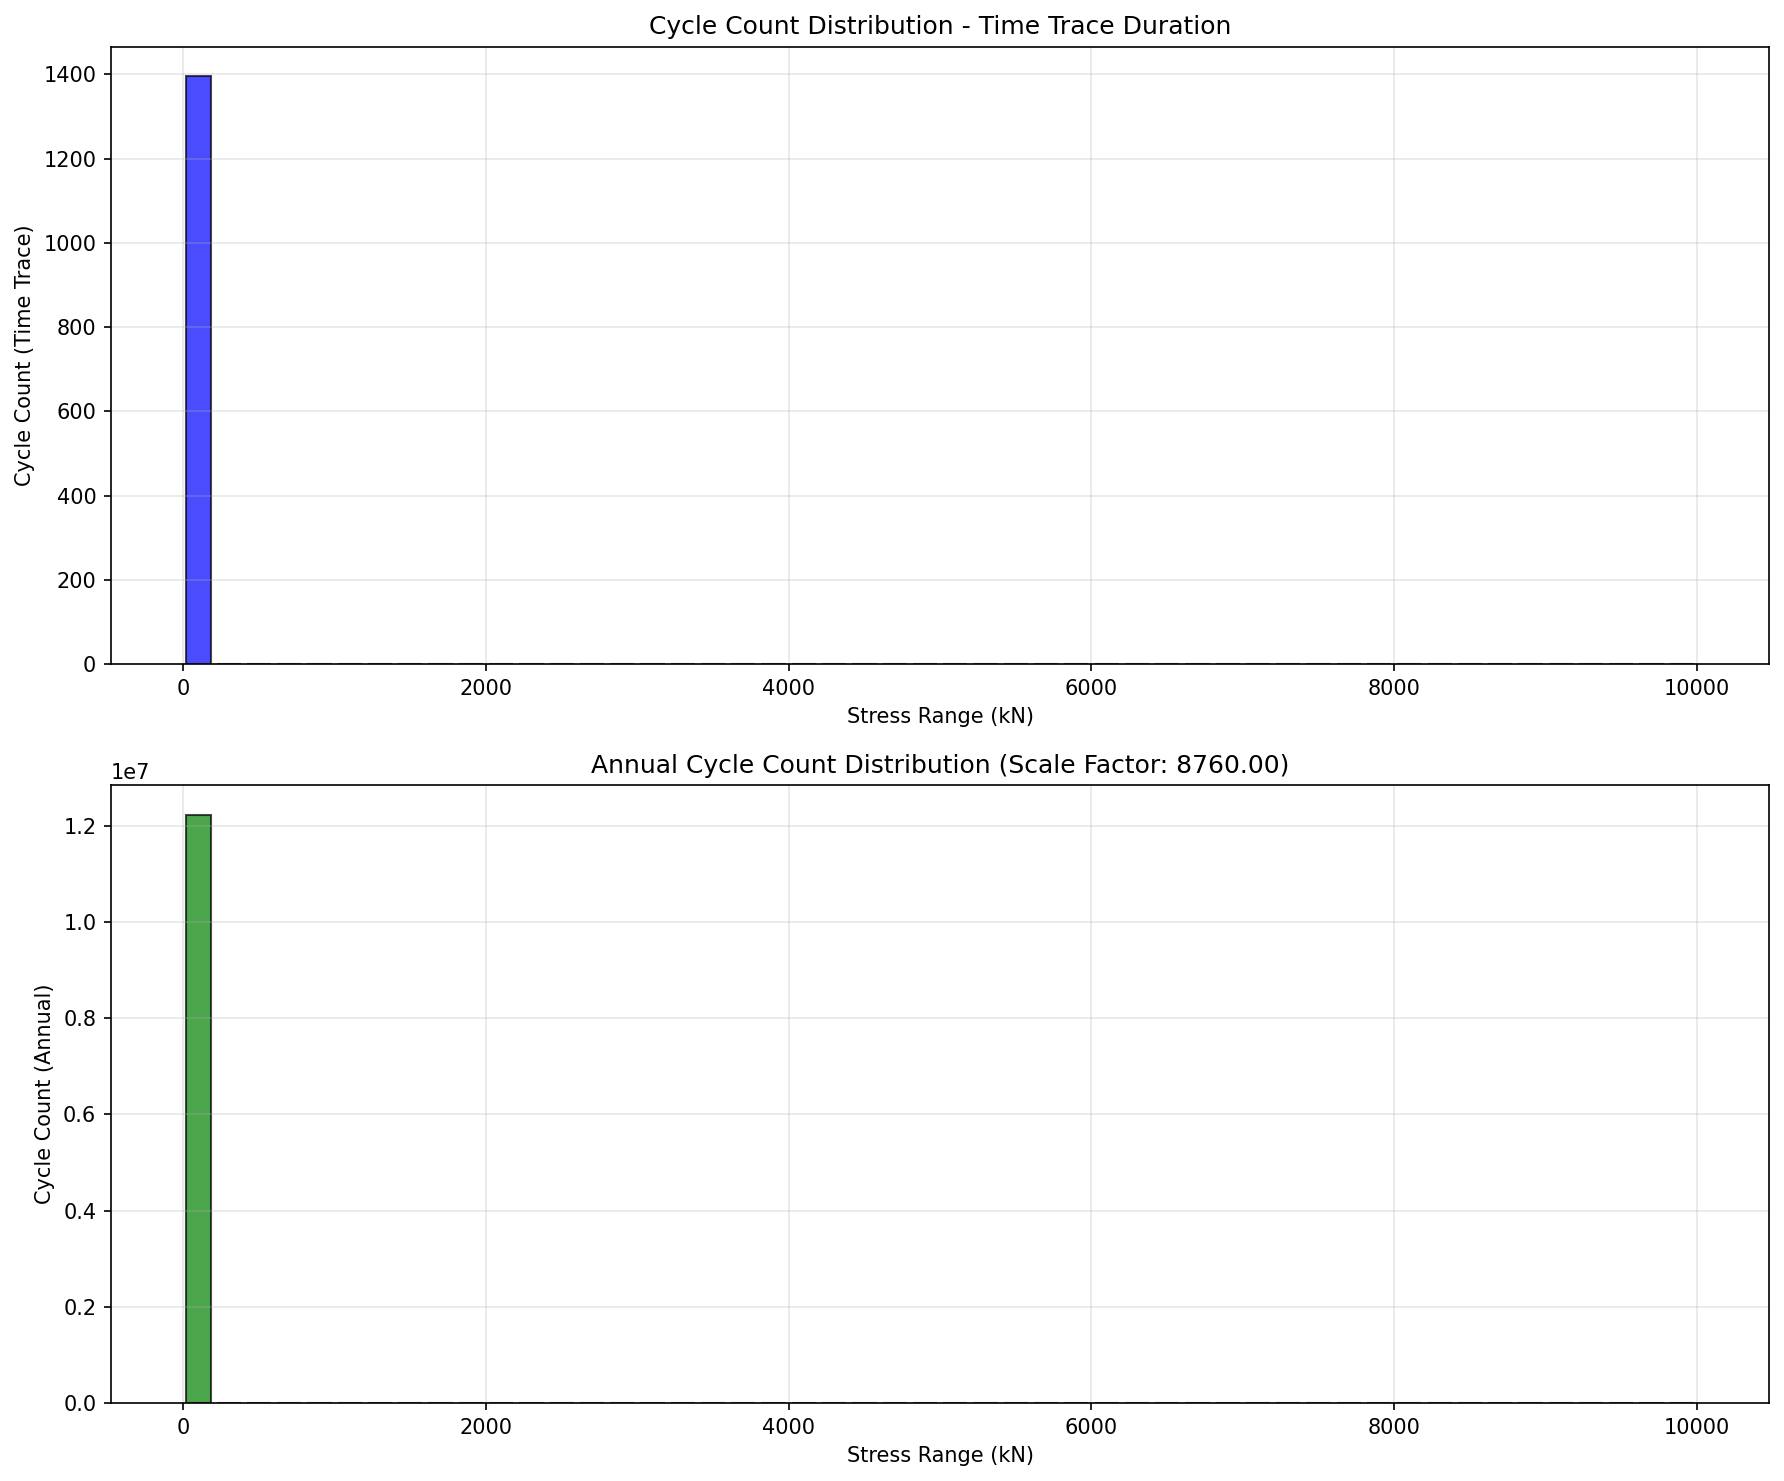 Cycle Count Distribution - Time Trace Duration
1400
1200
1000
800
600
400
200
0
Cycle Count (Time Trace)
0 2000 4000 6000 8000 10000
Stress Range (kN)
Annual Cycle Count Distribution (Scale Factor: 8760.00)
1e7
1.2
1.0
0.8
0.6
0.4
0.2
0.0
Cycle Count (Annual)
0 2000 4000 6000 8000 10000
Stress Range (kN)